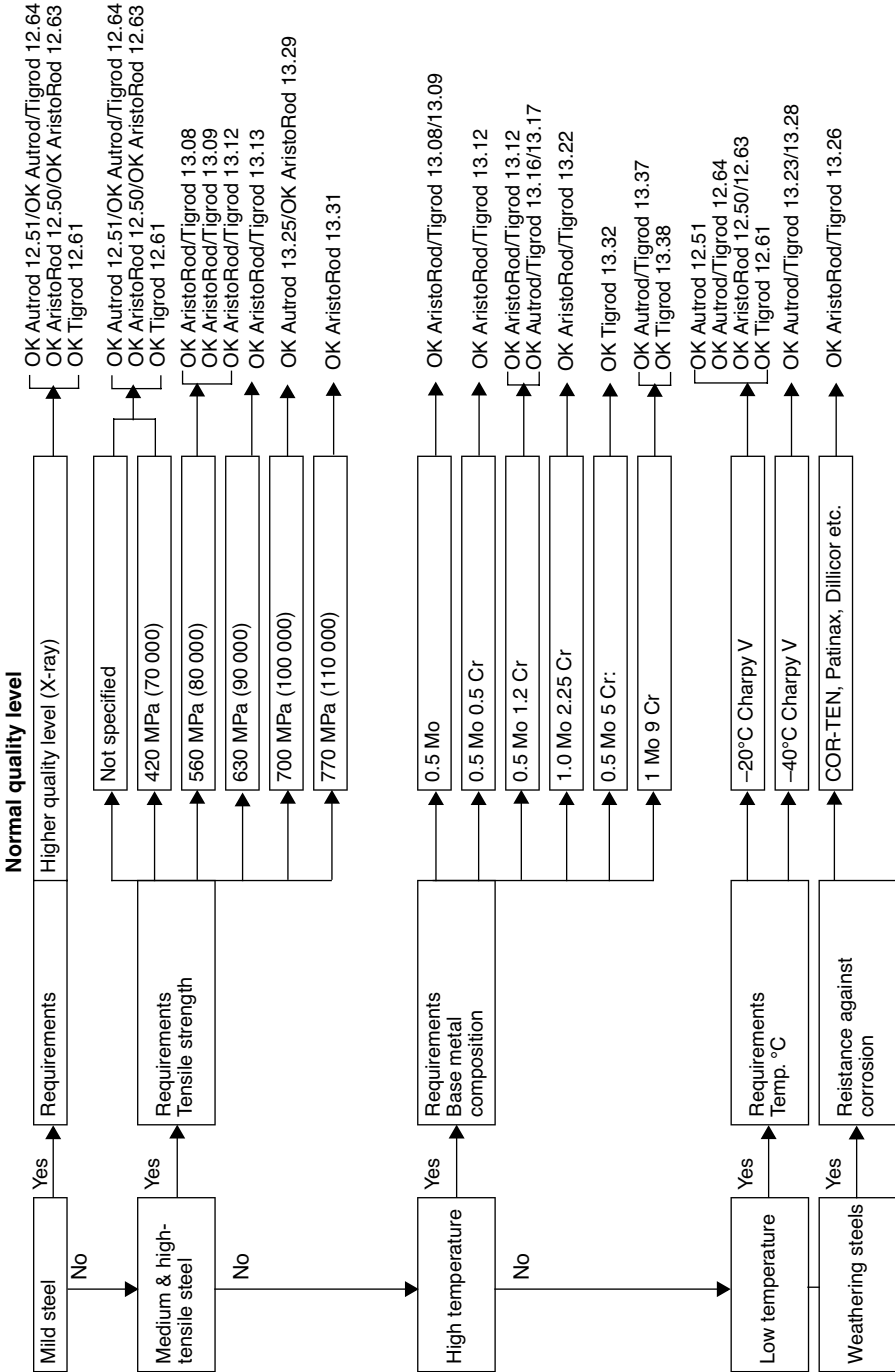 Normal quality level
Mild steel
Yes
Requirements
Higher quality level (X-ray)
OK Autrod 12.51/OK Autrod/Tigrod 12.64
OK AristoRod 12.50/OK AristoRod 12.63
OK Tigrod 12.61
No
Medium & high-
tensile steel
Yes
Requirements
Tensile strength
Not specified
420 MPa (70 000)
OK Autrod 12.51/OK Autrod/Tigrod 12.64
OK AristoRod 12.50/OK AristoRod 12.63
OK Tigrod 12.61
560 MPa (80 000)
OK AristoRod/Tigrod 13.08
OK AristoRod/Tigrod 13.09
OK AristoRod/Tigrod 13.12
630 MPa (90 000)
OK AristoRod/Tigrod 13.13
700 MPa (100 000)
OK Autrod 13.25/OK AristoRod 13.29
770 MPa (110 000)
OK AristoRod 13.31
No
High temperature
Yes
Requirements
Base metal
composition
0.5 Mo
OK AristoRod/Tigrod 13.08/13.09
0.5 Mo 0.5 Cr
OK AristoRod/Tigrod 13.12
0.5 Mo 1.2 Cr
OK AristoRod/Tigrod 13.12
OK Autrod/Tigrod 13.16/13.17
1.0 Mo 2.25 Cr
OK AristoRod/Tigrod 13.22
0.5 Mo 5 Cr:
OK Tigrod 13.32
1 Mo 9 Cr
OK Autrod/Tigrod 13.37
OK Tigrod 13.38
No
Low temperature
Yes
Requirements
Temp. °C
–20°C Charpy V
OK Autrod 12.51
OK Autrod/Tigrod 12.64
OK AristoRod 12.50/12.63
OK Tigrod 12.61
–40°C Charpy V
OK Autrod/Tigrod 13.23/13.28
Weathering steels
Yes
Reistance against
corrosion
COR-TEN, Patinax, Dillicor etc.
OK AristoRod/Tigrod 13.26